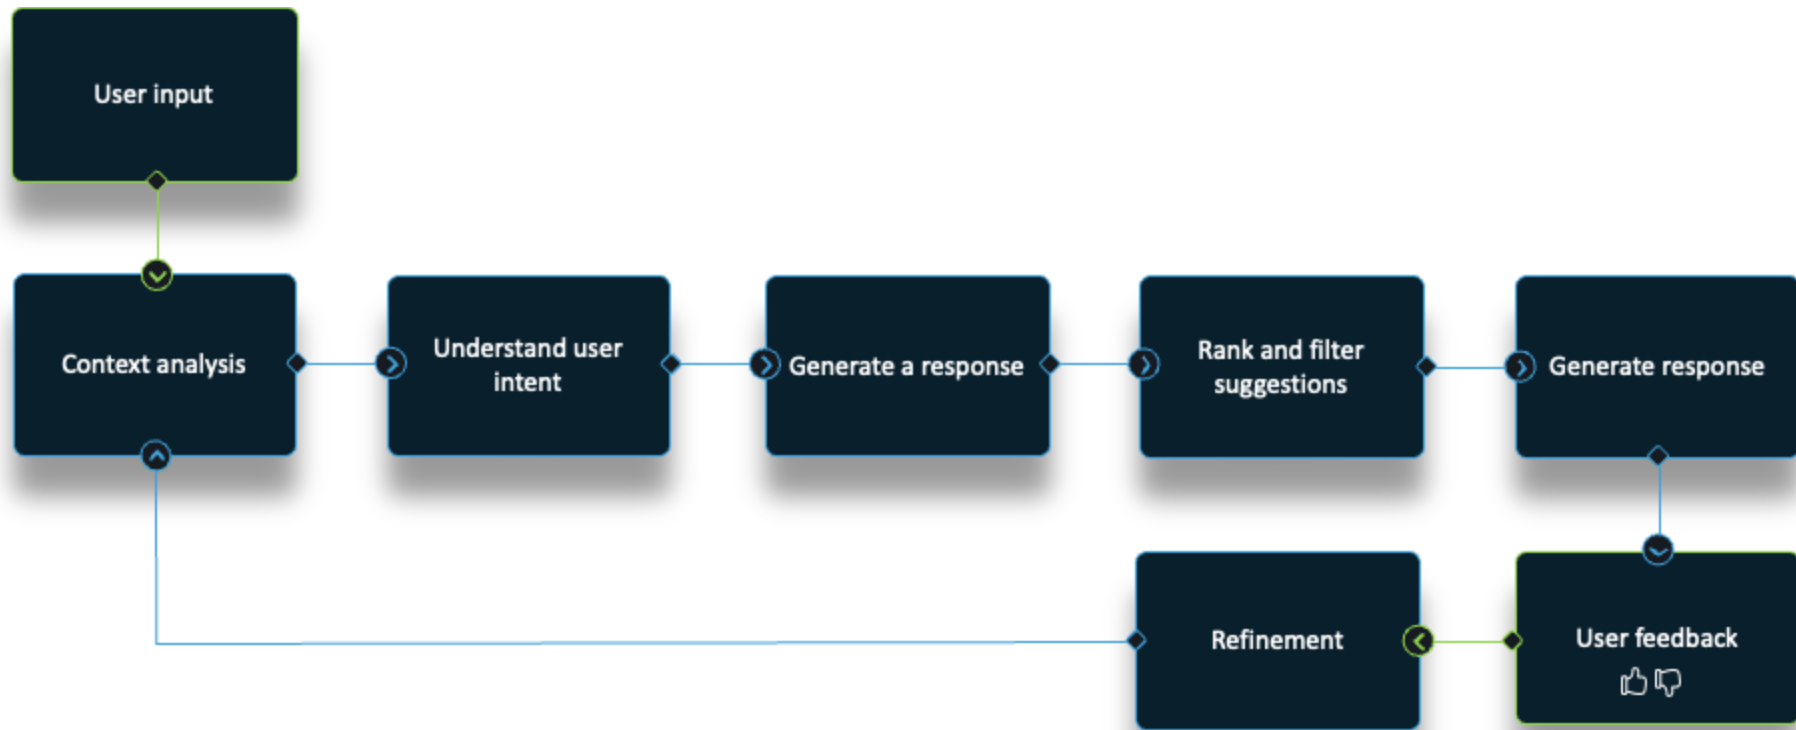 User input
Context analysis
Understand user
intent
Generate a response
Rank and filter
suggestions
Generate response
Refinement
User feedback